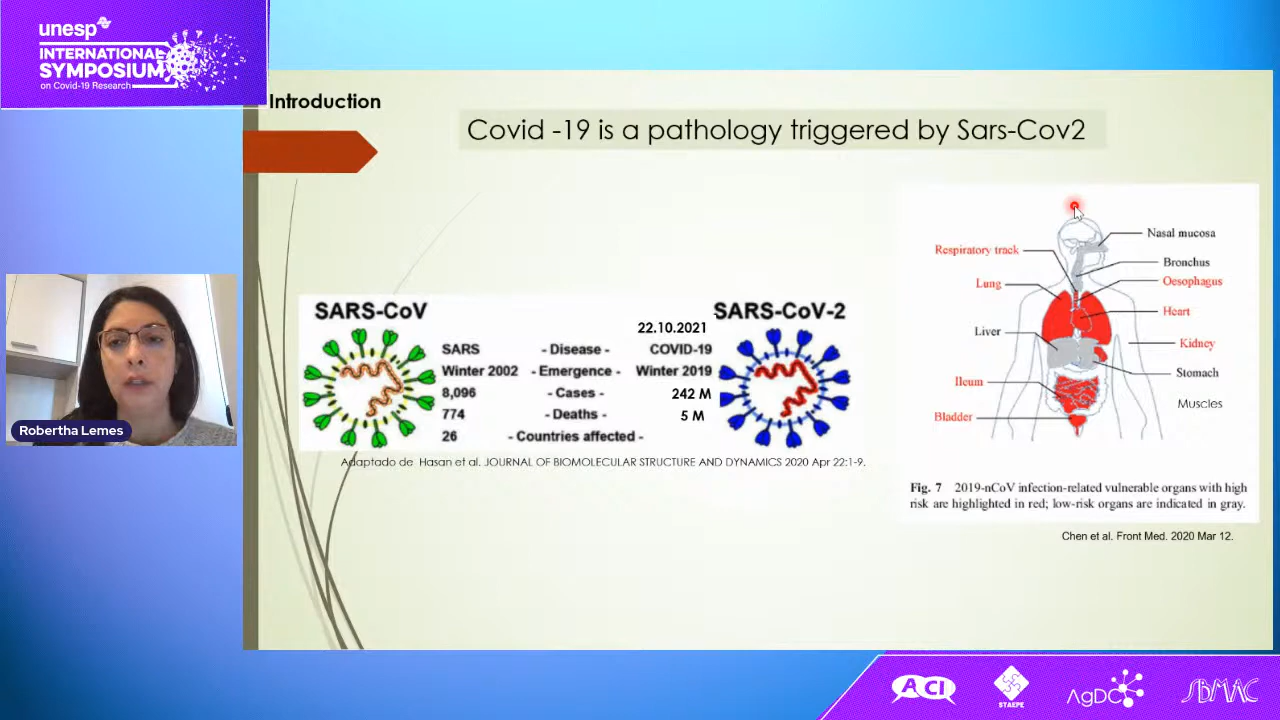 unesp
INTERNATIONAL
SYMPOSIUM
on Covid-19 Research
Introduction
Covid -19 is a pathology triggered by Sars-Cov2
SARS-CoV
SARS-CoV-2
22.10.2021
SARS - Disease - COVID-19
Winter 2002 - Emergence - Winter 2019
8,096 - Cases - 242 M
774 - Deaths - 5 M
26 - Countries affected -
Adaptado de Hasan et al. JOURNAL OF BIOMOLECULAR STRUCTURE AND DYNAMICS 2020 Apr 22:1-9.
Nasal mucosa
Respiratory track
Bronchus
Lung
Oesophagus
Heart
Liver
Kidney
Stomach
Ileum
Muscles
Bladder
Fig. 7 2019-nCoV infection-related vulnerable organs with high
risk are highlighted in red; low-risk organs are indicated in gray.
Chen et al. Front Med. 2020 Mar 12.
Robertha Lemes
ACI
STAEPE
AgDC
SBMAC